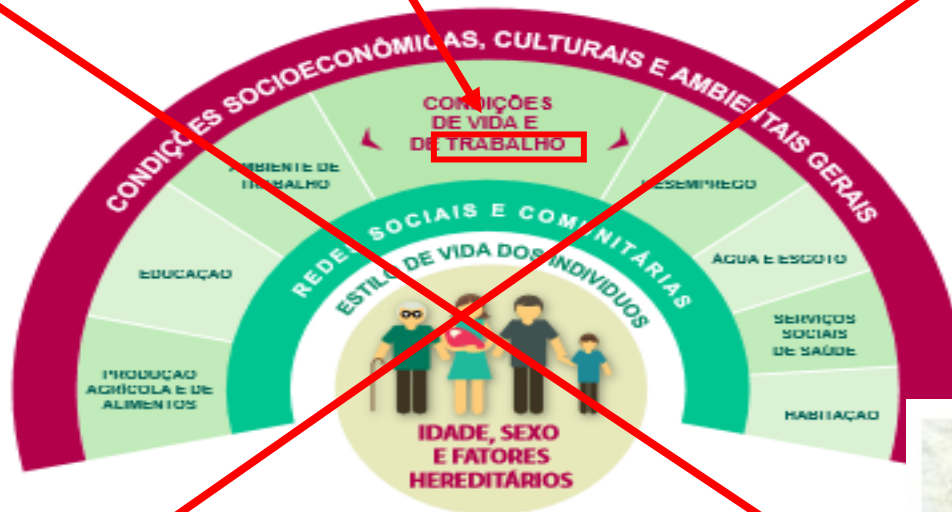 CONDIÇÕES SOCIOECONÔMICAS, CULTURAIS E AMBIENTAIS GERAIS
CONDIÇÕES
DE VIDA E
DE TRABALHO
AMBIENTE DE
TRABALHO
DESEMPREGO
EDUCAÇÃO
ÁGUA E ESGOTO
PRODUÇÃO
AGRÍCOLA E DE
ALIMENTOS
SERVIÇOS
SOCIAIS
DE SAÚDE
HABITAÇÃO
REDES SOCIAIS E COMUNITÁRIAS
ESTILO DE VIDA DOS INDIVIDUOS
IDADE, SEXO
E FATORES
HEREDITÁRIOS